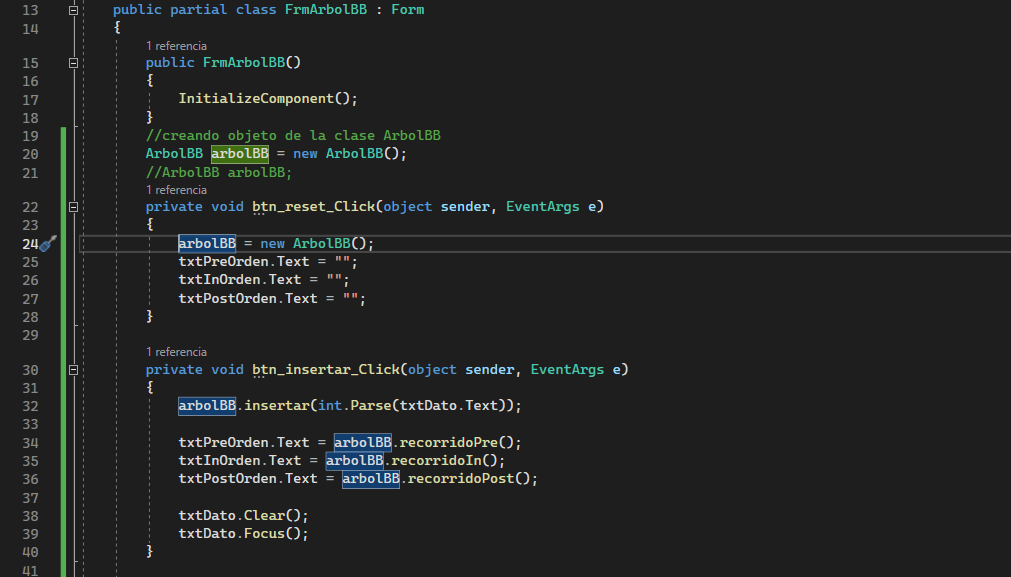 13 public partial class FrmArbolBB : Form
14 {
1 referencia
15 public FrmArbolBB()
16 {
17 InitializeComponent();
18 }
19 //creando objeto de la clase ArbolBB
20 ArbolBB arbolBB = new ArbolBB();
21 //ArbolBB arbolBB;
1 referencia
22 private void btn_reset_Click(object sender, EventArgs e)
23 {
24 arbolBB = new ArbolBB();
25 txtPreOrden.Text = "";
26 txtInOrden.Text = "";
27 txtPostOrden.Text = "";
28 }
29
1 referencia
30 private void btn_insertar_Click(object sender, EventArgs e)
31 {
32 arbolBB.insertar(int.Parse(txtDato.Text));
33
34 txtPreOrden.Text = arbolBB.recorridoPre();
35 txtInOrden.Text = arbolBB.recorridoIn();
36 txtPostOrden.Text = arbolBB.recorridoPost();
37
38 txtDato.Clear();
39 txtDato.Focus();
40 }
41